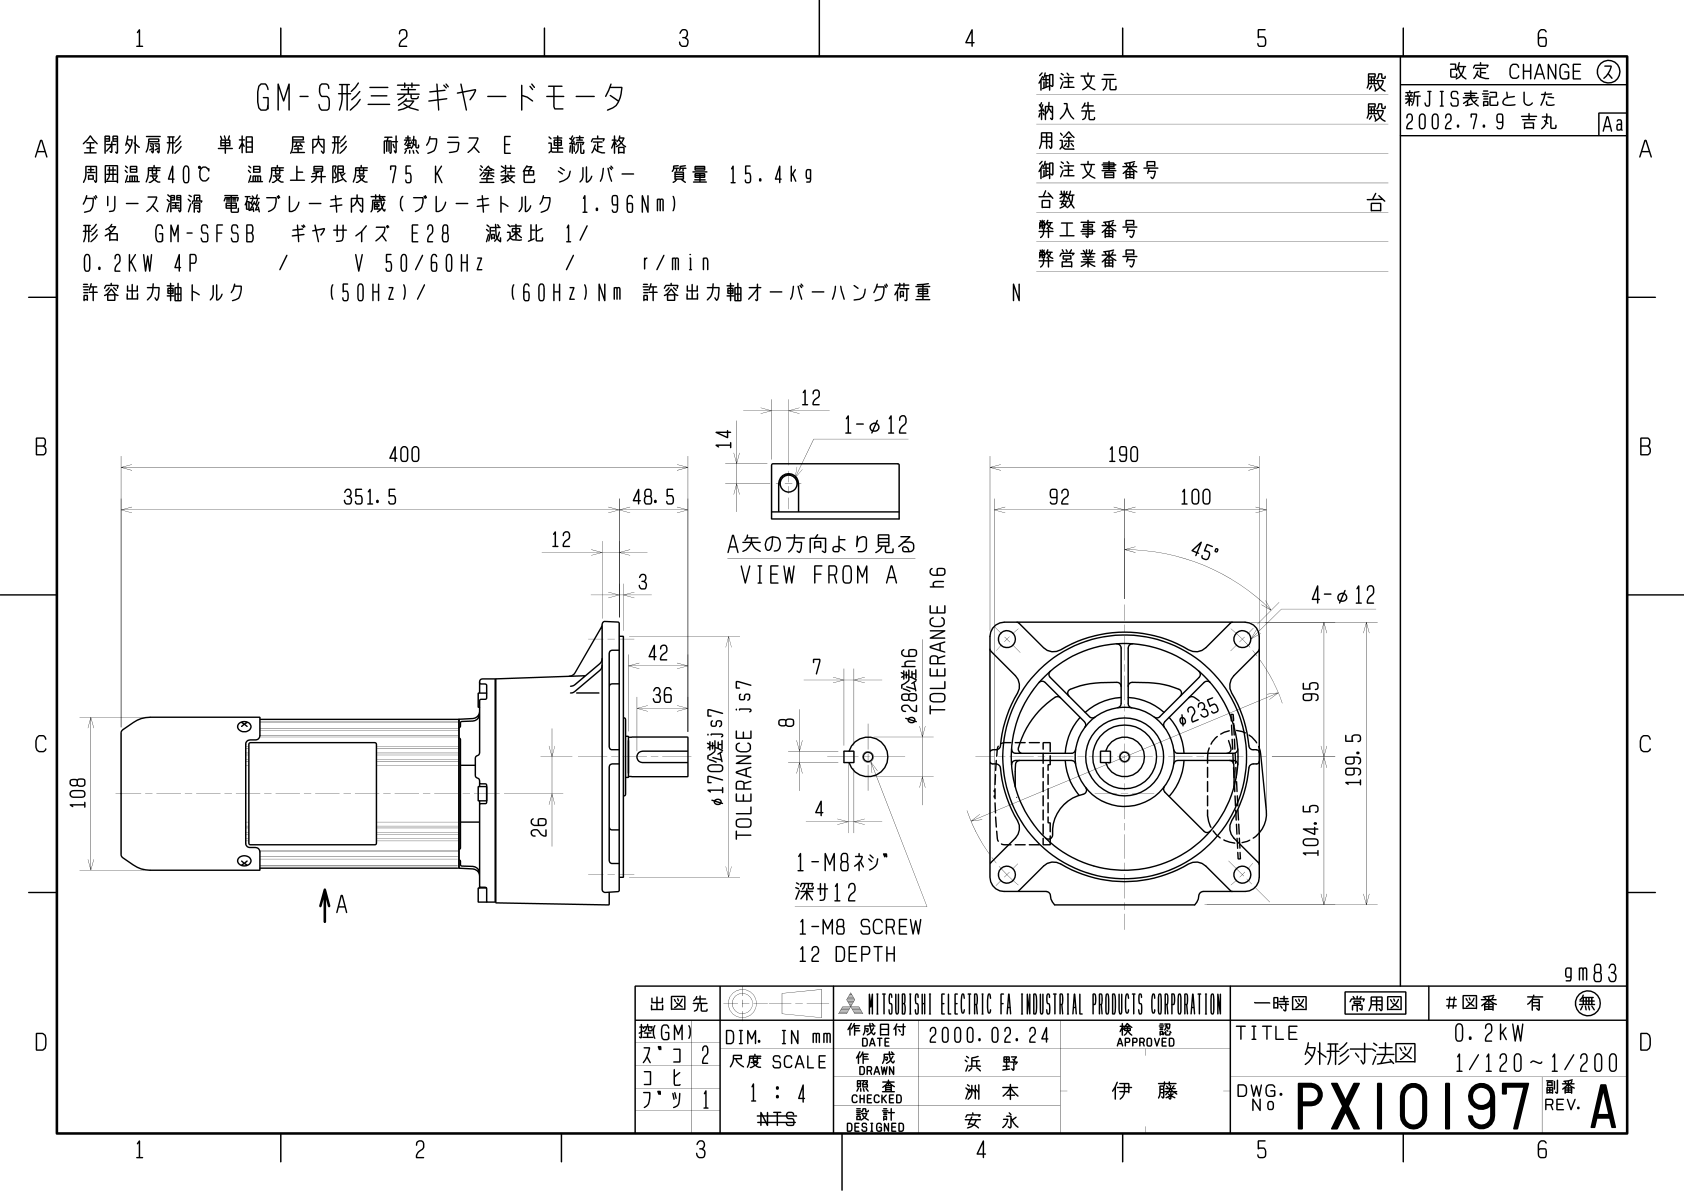 1 2 3 4 5 6
GM-S形三菱ギヤードモータ
全閉外扇形 単相 屋内形 耐熱クラス E 連続定格
周囲温度40℃ 温度上昇限度 75 K 塗装色 シルバー 質量 15.4kg
グリース潤滑 電磁ブレーキ内蔵(ブレーキトルク 1.96Nm)
形名 GM-SFSB ギヤサイズ E28 減速比 1/
0.2KW 4P / V 50/60Hz / r/min
許容出力軸トルク (50Hz)/ (60Hz)Nm 許容出力軸オーバーハング荷重 N
御注文元 殿
納入先 殿
用途
御注文書番号
台数 台
弊工事番号
弊営業番号
改定 CHANGE ス
新JIS表記とした
2002.7.9 吉丸 Aa
A A
B B
C C
D D
400
351.5 48.5
12
3
42
36
108
26
φ170公差js7
TOLERANCE js7
A
12
14
1-φ12
A矢の方向より見る
VIEW FROM A
7
8
4
φ28公差h6
TOLERANCE h6
1-M8ネジ
深サ12
1-M8 SCREW
12 DEPTH
190
92 100
45°
4-φ12
φ235
95
104.5
199.5
gm83
出図先
控(GM)
ズコ 2
コヒ
ブツ 1
DIM. IN mm
尺度 SCALE
1 : 4
NTS
MITSUBISHI ELECTRIC FA INDUSTRIAL PRODUCTS CORPORATION
作成日付
DATE
2000.02.24
検 認
APPROVED
作 成
DRAWN
浜 野
照 査
CHECKED
洲 本
伊 藤
設 計
DESIGNED
安 永
一時図 常用図 #図番 有 無
TITLE
外形寸法図
0.2kW
1/120~1/200
DWG.
No
PX10197
副番
REV.
A
1 2 3 4 5 6